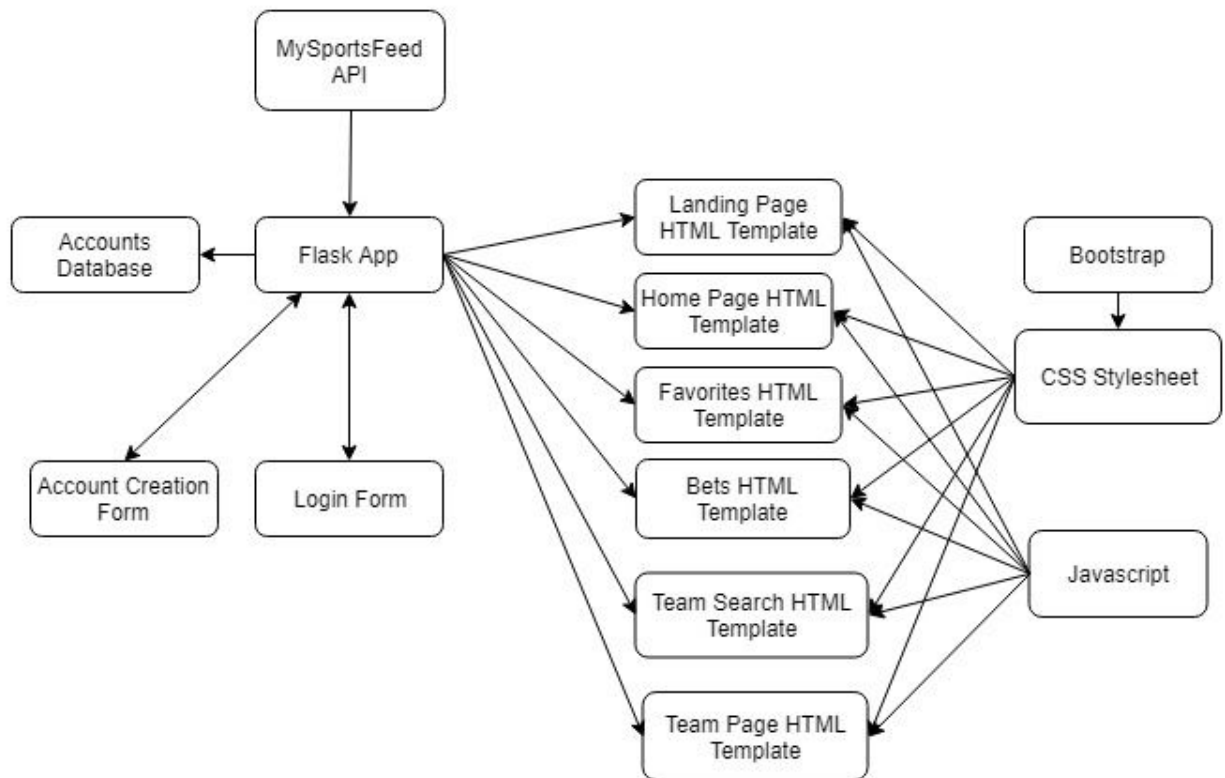 MySportsFeed
API
Landing Page
HTML Template
Accounts
Database
Flask App
Bootstrap
Home Page HTML
Template
CSS Stylesheet
Favorites HTML
Template
Account Creation
Form
Login Form
Bets HTML
Template
Javascript
Team Search HTML
Template
Team Page HTML
Template